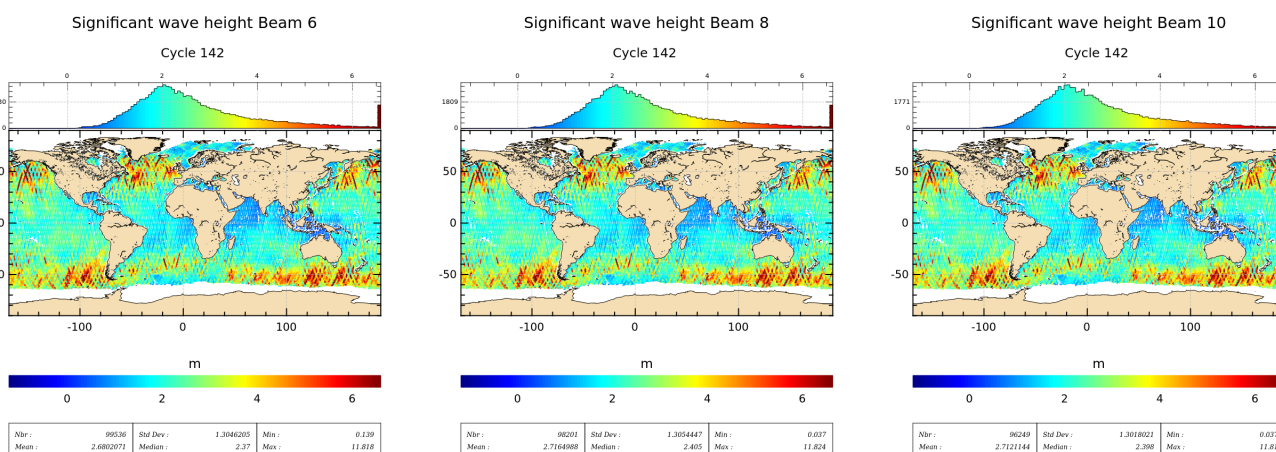 Significant wave height Beam 6
Cycle 142
0 2 4 6
0
50
0
-100 0 100
m
0 2 4 6
Nbr : 99536 Std Dev : 1.3046205 Min : 0.139
Mean : 2.6802071 Median : 2.37 Max : 11.818
Significant wave height Beam 8
Cycle 142
0 2 4 6
1809
0
50
0
-50
-100 0 100
m
0 2 4 6
Nbr : 98201 Std Dev : 1.3054447 Min : 0.037
Mean : 2.7164988 Median : 2.405 Max : 11.824
Significant wave height Beam 10
Cycle 142
0 2 4 6
1771
0
50
0
-50
-100 0 100
m
0 2 4 6
Nbr : 96249 Std Dev : 1.3018021 Min :
Mean : 2.7121144 Median : 2.398 Max :